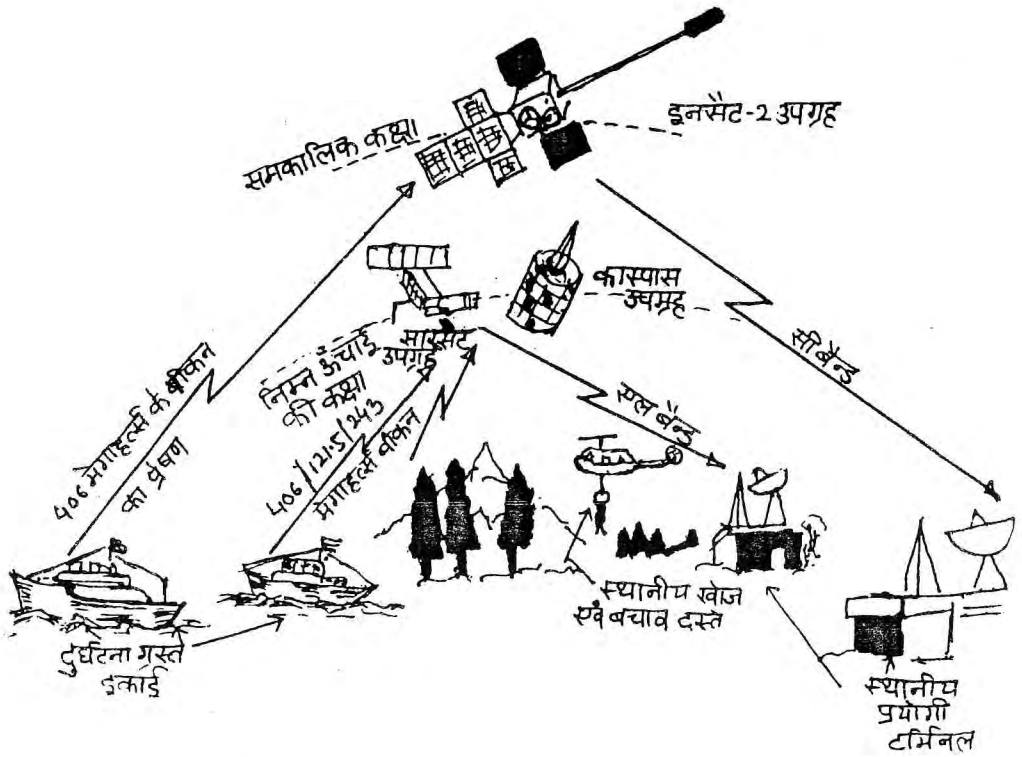 इनसैट-2 उपग्रह
समकालिक कक्षा
कास्पास
उपग्रह
सारसैट
उपग्रह
निम्न ऊँचाई
की कक्षा
सी बैन्ड
एल बैन्ड
406 मेगाहर्त्स के बीकन
का प्रेषण
406/121.5/243
मेगाहर्त्स बीकन
स्थानीय खोज
एवं बचाव दस्ते
दुर्घटना ग्रस्त
इकाई
स्थानीय
प्रयोगी
टर्मिनल